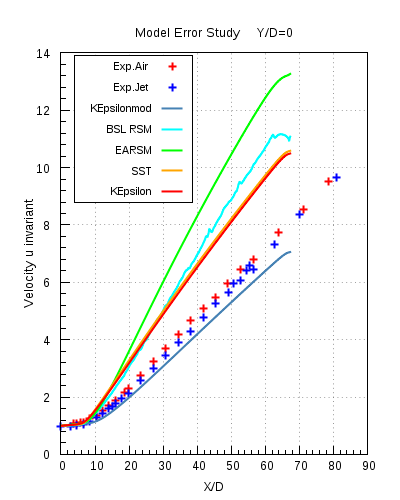 Model Error Study Y/D=0
14
12
10
8
6
4
2
0
Velocity u invariant
Exp.Air
Exp.Jet
KEpsilonmod
BSL RSM
EARSM
SST
KEpsilon
0 10 20 30 40 50 60 70 80 90
X/D